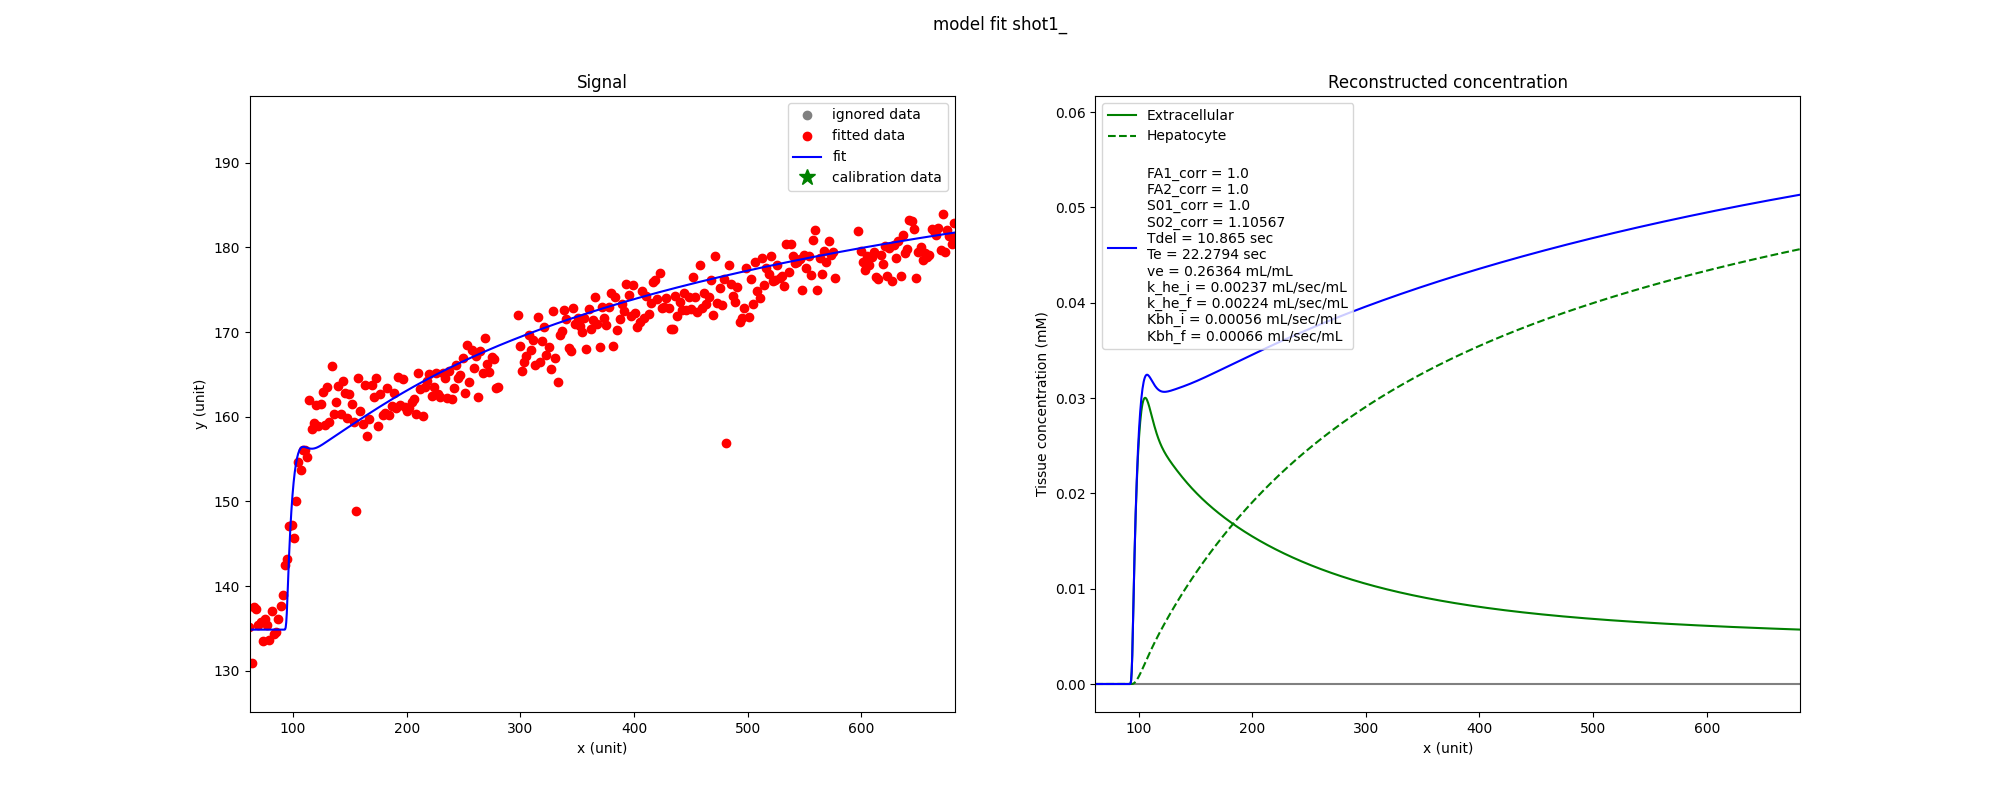 model fit shot1_
Signal
ignored data
fitted data
fit
calibration data
190
180
170
160
150
140
130
y (unit)
100
200
300
400
500
600
x (unit)
Reconstructed concentration
Extracellular
Hepatocyte
FA1_corr = 1.0
FA2_corr = 1.0
S01_corr = 1.0
S02_corr = 1.10567
Tdel = 10.865 sec
Te = 22.2794 sec
ve = 0.26364 mL/mL
k_he_i = 0.00237 mL/sec/mL
k_he_f = 0.00224 mL/sec/mL
Kbh_i = 0.00056 mL/sec/mL
Kbh_f = 0.00066 mL/sec/mL
0.06
0.05
0.04
0.03
0.02
0.01
0.00
Tissue concentration (mM)
100
200
300
400
500
600
x (unit)